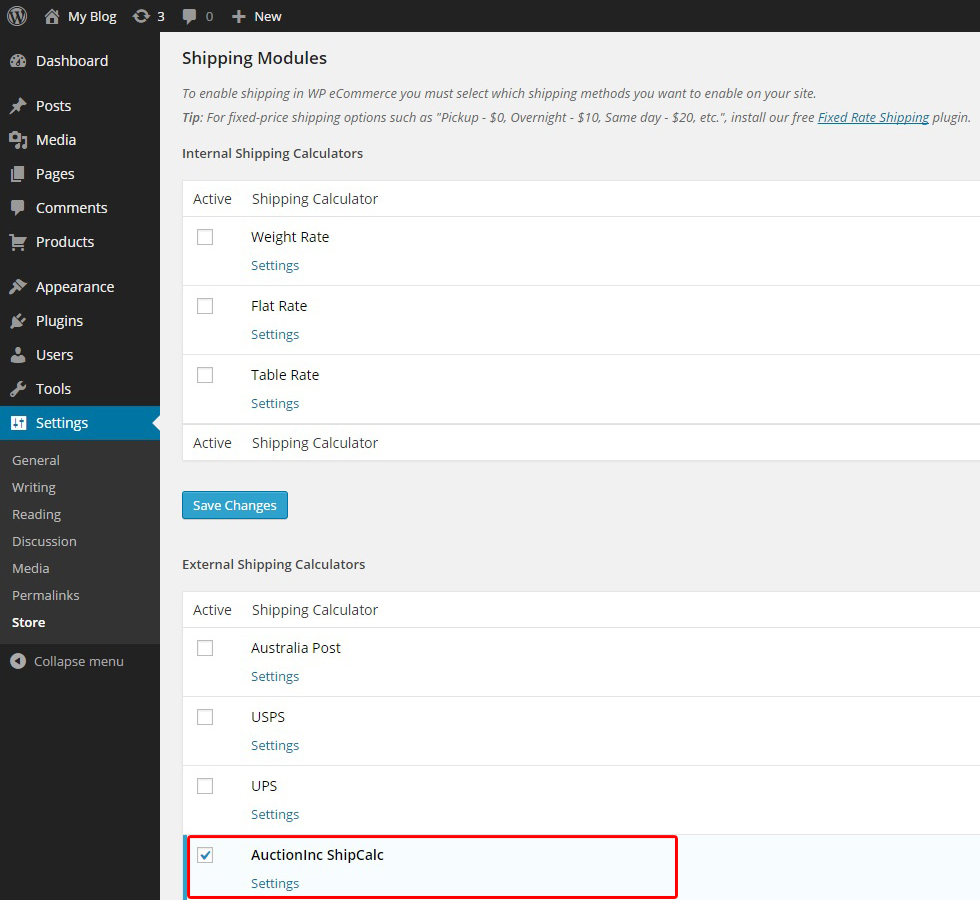 My Blog 3 0 New
Dashboard
Posts
Media
Pages
Comments
Products
Appearance
Plugins
Users
Tools
Settings
General
Writing
Reading
Discussion
Media
Permalinks
Store
Collapse menu
Shipping Modules
To enable shipping in WP eCommerce you must select which shipping methods you want to enable on your site.
Tip: For fixed-price shipping options such as "Pickup - $0, Overnight - $10, Same day - $20, etc.", install our free Fixed Rate Shipping plugin.
Internal Shipping Calculators
Active Shipping Calculator
Weight Rate
Settings
Flat Rate
Settings
Table Rate
Settings
Active Shipping Calculator
Save Changes
External Shipping Calculators
Active Shipping Calculator
Australia Post
Settings
USPS
Settings
UPS
Settings
AuctionInc ShipCalc
Settings